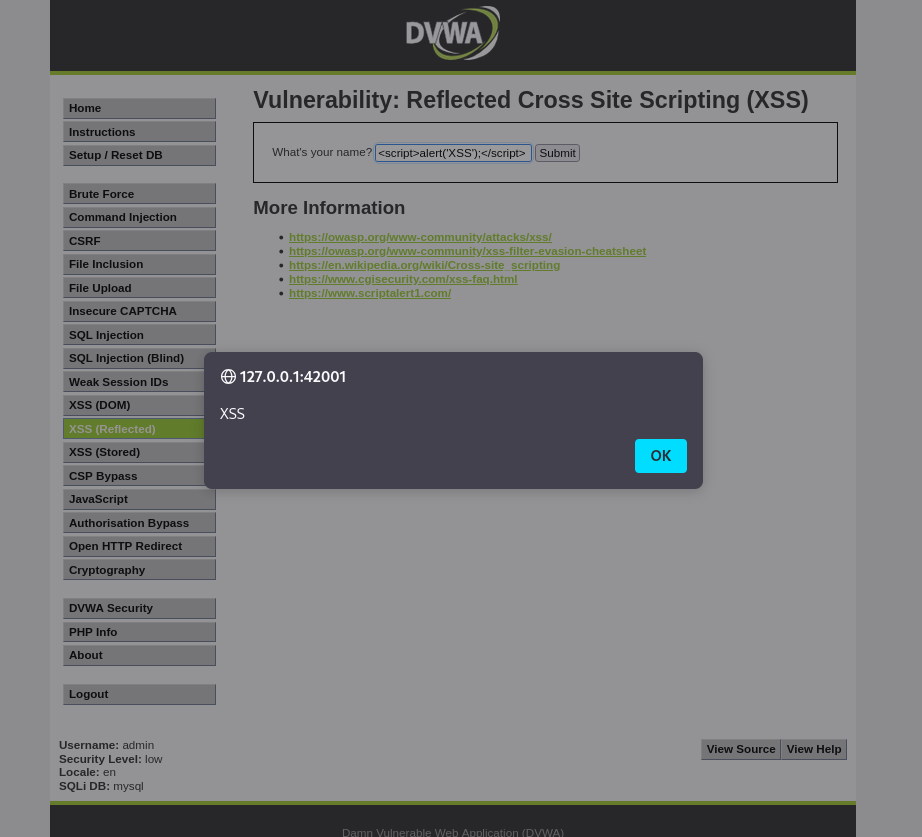 DVWA
Vulnerability: Reflected Cross Site Scripting (XSS)
Home
Instructions
Setup / Reset DB
Brute Force
Command Injection
CSRF
File Inclusion
File Upload
Insecure CAPTCHA
SQL Injection
SQL Injection (Blind)
Weak Session IDs
XSS (DOM)
XSS (Reflected)
XSS (Stored)
CSP Bypass
JavaScript
Authorisation Bypass
Open HTTP Redirect
Cryptography
DVWA Security
PHP Info
About
Logout
What's your name? <script>alert('XSS');</script> Submit
More Information
https://owasp.org/www-community/attacks/xss/
https://owasp.org/www-community/xss-filter-evasion-cheatsheet
https://en.wikipedia.org/wiki/Cross-site_scripting
https://www.cgisecurity.com/xss-faq.html
https://www.scriptalert1.com/
127.0.0.1:42001
XSS
OK
Username: admin
Security Level: low
Locale: en
SQLi DB: mysql
View Source View Help
Damn Vulnerable Web Application (DVWA)